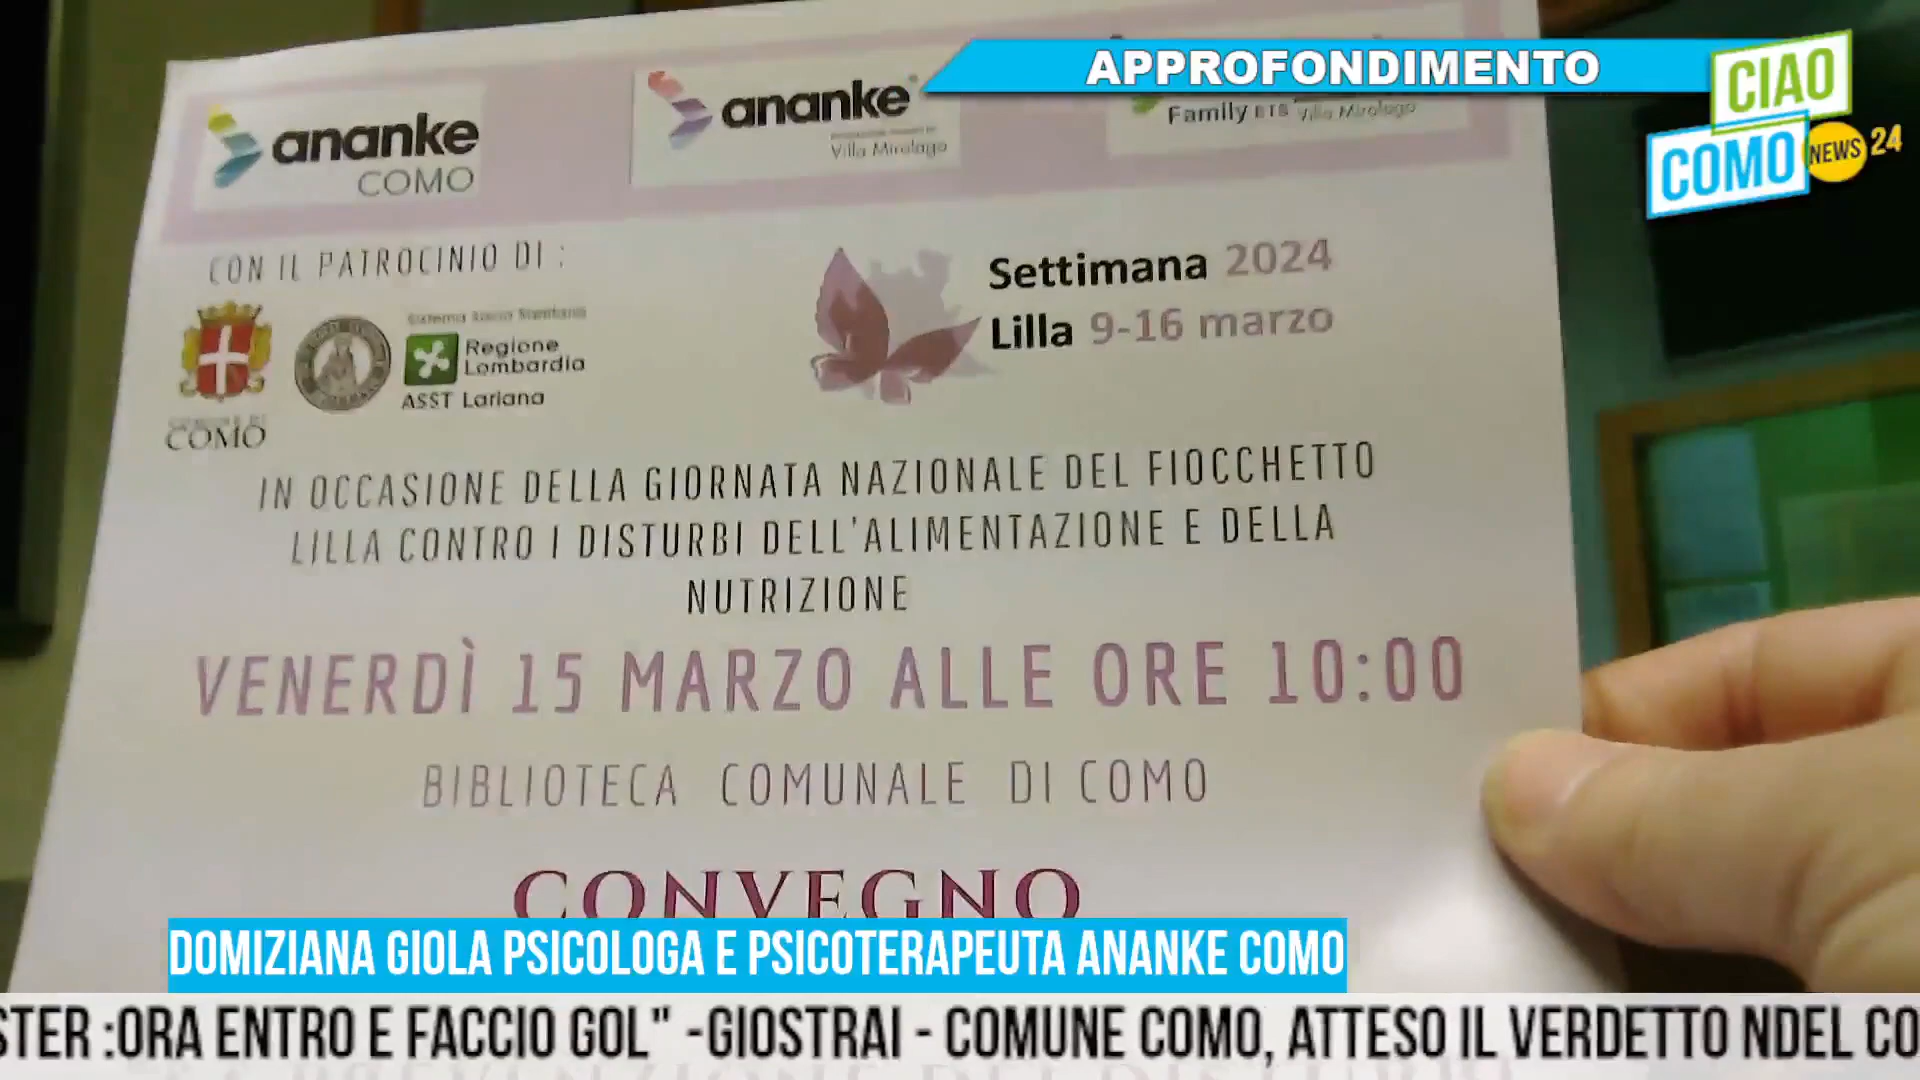 APPROFONDIMENTO
CIAO
COMO NEWS 24
ananke
COMO
ananke
Villa Miralago
Family ETS Villa Miralago
CON IL PATROCINIO DI :
Regione
Lombardia
ASST Lariana
COMO
Settimana 2024
Lilla 9-16 marzo
IN OCCASIONE DELLA GIORNATA NAZIONALE DEL FIOCCHETTO
LILLA CONTRO I DISTURBI DELL'ALIMENTAZIONE E DELLA
NUTRIZIONE
VENERDÌ 15 MARZO ALLE ORE 10:00
BIBLIOTECA COMUNALE DI COMO
CONVEGNO
DOMIZIANA GIOLA PSICOLOGA E PSICOTERAPEUTA ANANKE COMO
STER :ORA ENTRO E FACCIO GOL" -GIOSTRAI - COMUNE COMO, ATTESO IL VERDETTO NDEL CO